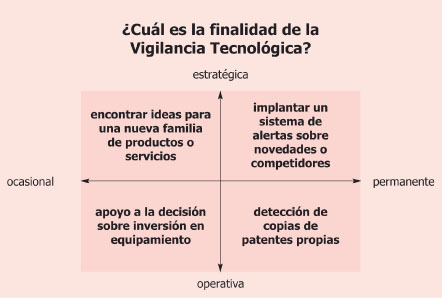 ¿Cuál es la finalidad de la
Vigilancia Tecnológica?
estratégica
encontrar ideas para
una nueva familia
de productos o
servicios
implantar un
sistema de
alertas sobre
novedades o
competidores
ocasional
permanente
apoyo a la decisión
sobre inversión en
equipamiento
detección de
copias de
patentes propias
operativa